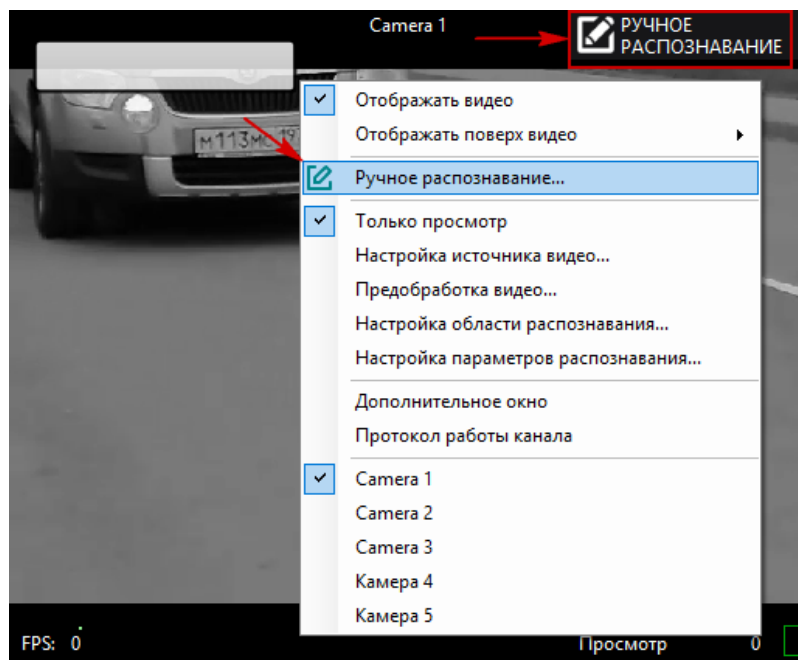 Camera 1
РУЧНОЕ
РАСПОЗНАВАНИЕ
Отображать видео
Отображать поверх видео
М113М
Ручное распознавание...
Только просмотр
Настройка источника видео...
Предобработка видео...
Настройка области распознавания...
Настройка параметров распознавания...
Дополнительное окно
Протокол работы канала
Camera 1
Camera 2
Camera 3
Камера 4
Камера 5
FPS: 0
Просмотр 0